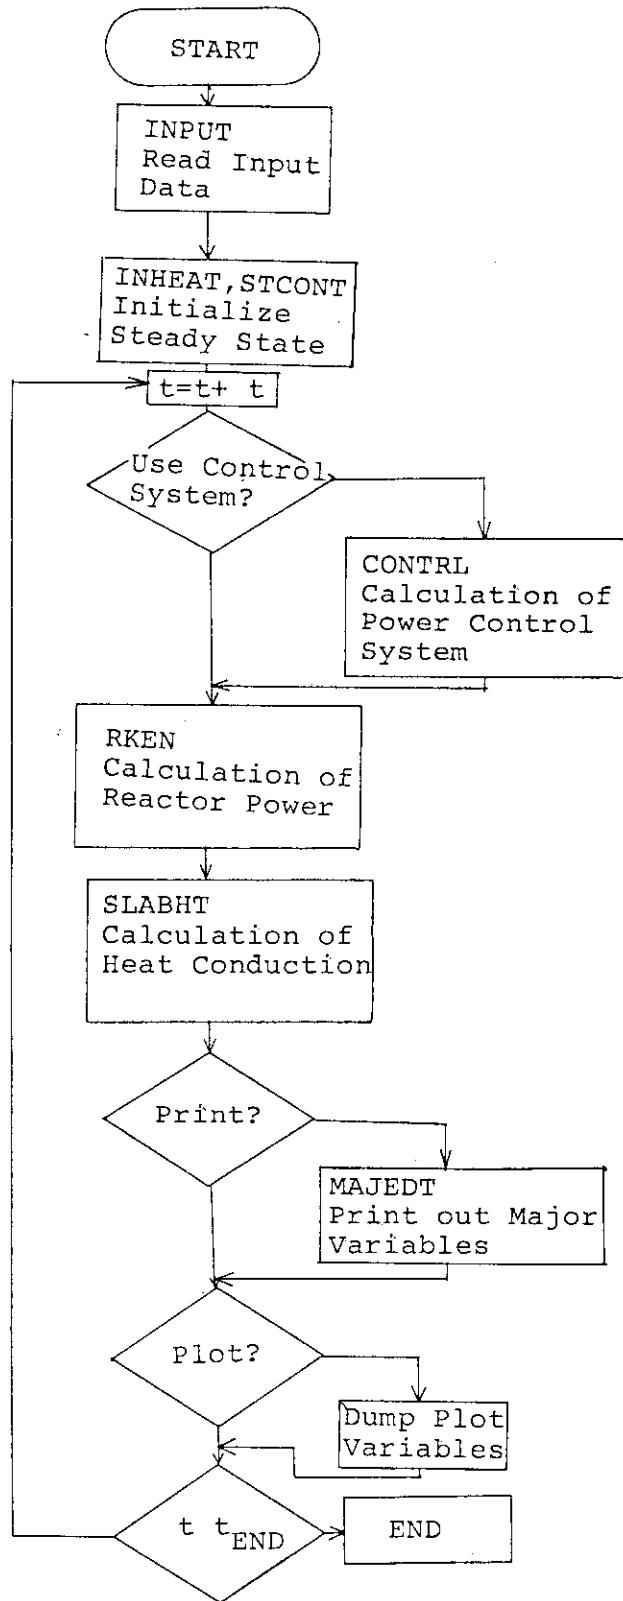 START
INPUT
Read Input
Data
INHEAT,STCONT
Initialize
Steady State
t=t+ t
Use Control
System?
CONTRL
Calculation of
Power Control
System
RKEN
Calculation of
Reactor Power
SLABHT
Calculation of
Heat Conduction
Print?
MAJEDT
Print out Major
Variables
Plot?
Dump Plot
Variables
t tEND
END